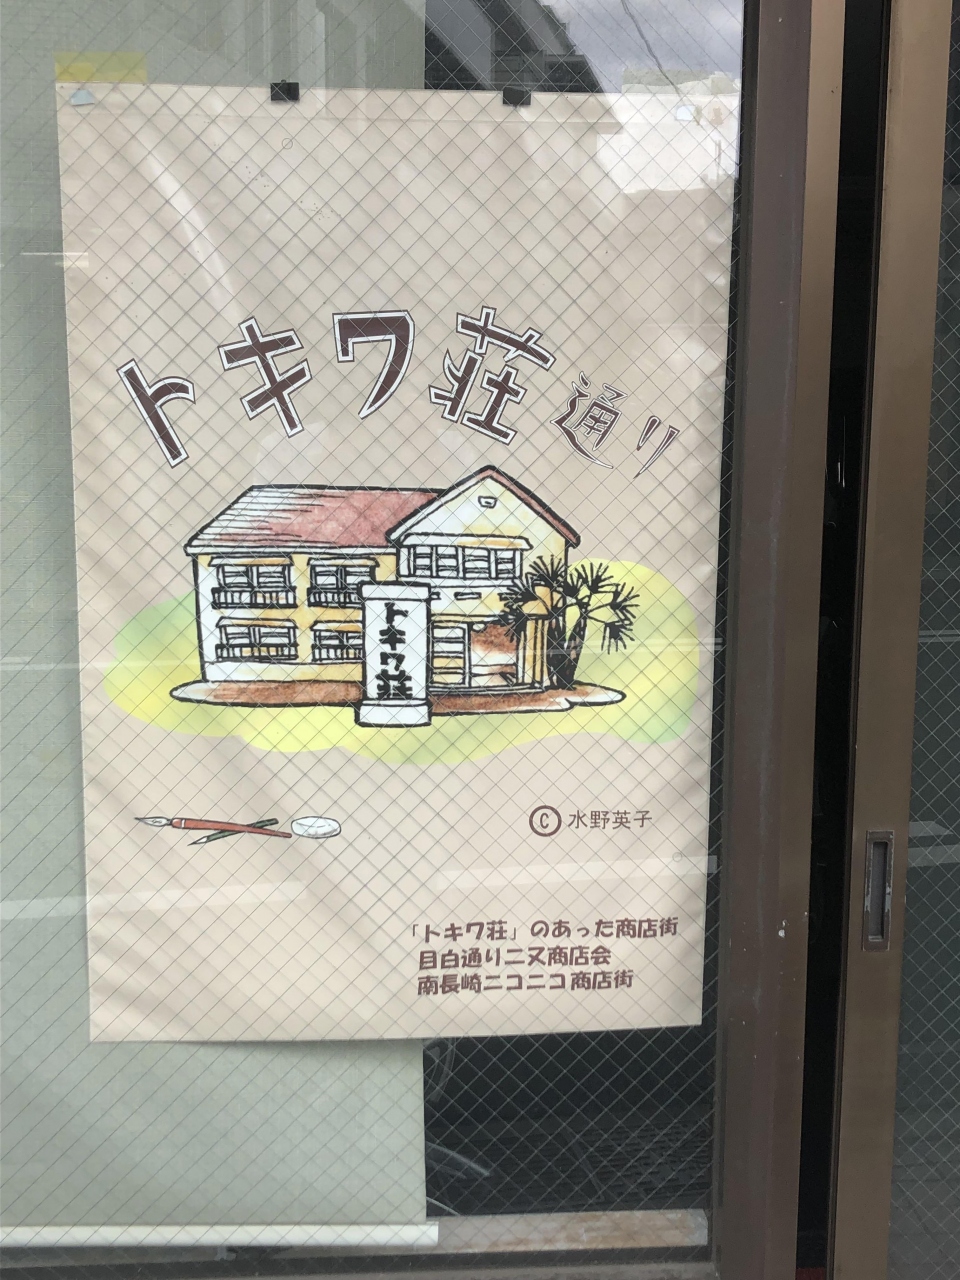 トキワ荘通り
トキワ荘
©水野英子
「トキワ荘」のあった商店街
目白通り二又商店会
南長崎ニコニコ商店街